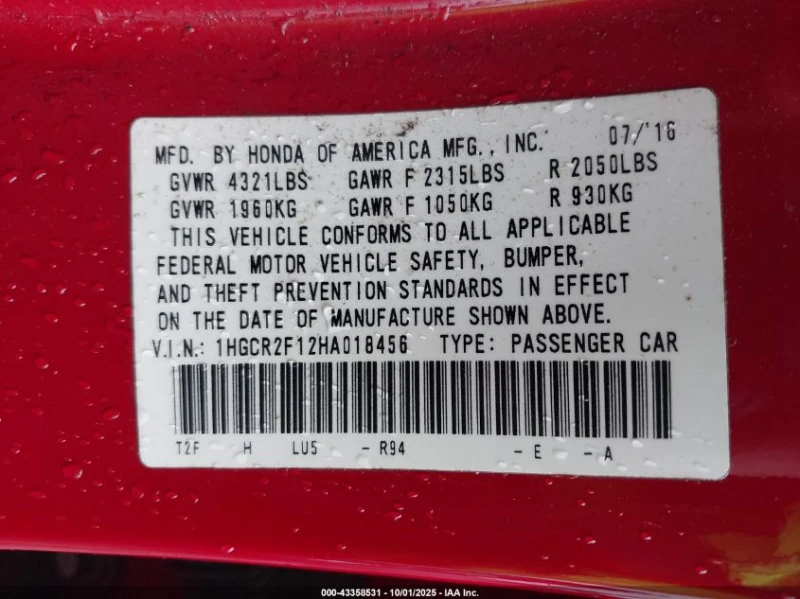 MFD. BY HONDA OF AMERICA MFG., INC. 07/'16
GVWR 4321LBS GAWR F 2315LBS R 2050LBS
GVWR 1960KG GAWR F 1050KG R 930KG
THIS VEHICLE CONFORMS TO ALL APPLICABLE
FEDERAL MOTOR VEHICLE SAFETY, BUMPER,
AND THEFT PREVENTION STANDARDS IN EFFECT
ON THE DATE OF MANUFACTURE SHOWN ABOVE.
V.I.N.: 1HGCR2F12HA018456 TYPE: PASSENGER CAR
T2F H LU5 - R94 - E - A
000-43358531 - 10/01/2025 - IAA Inc.